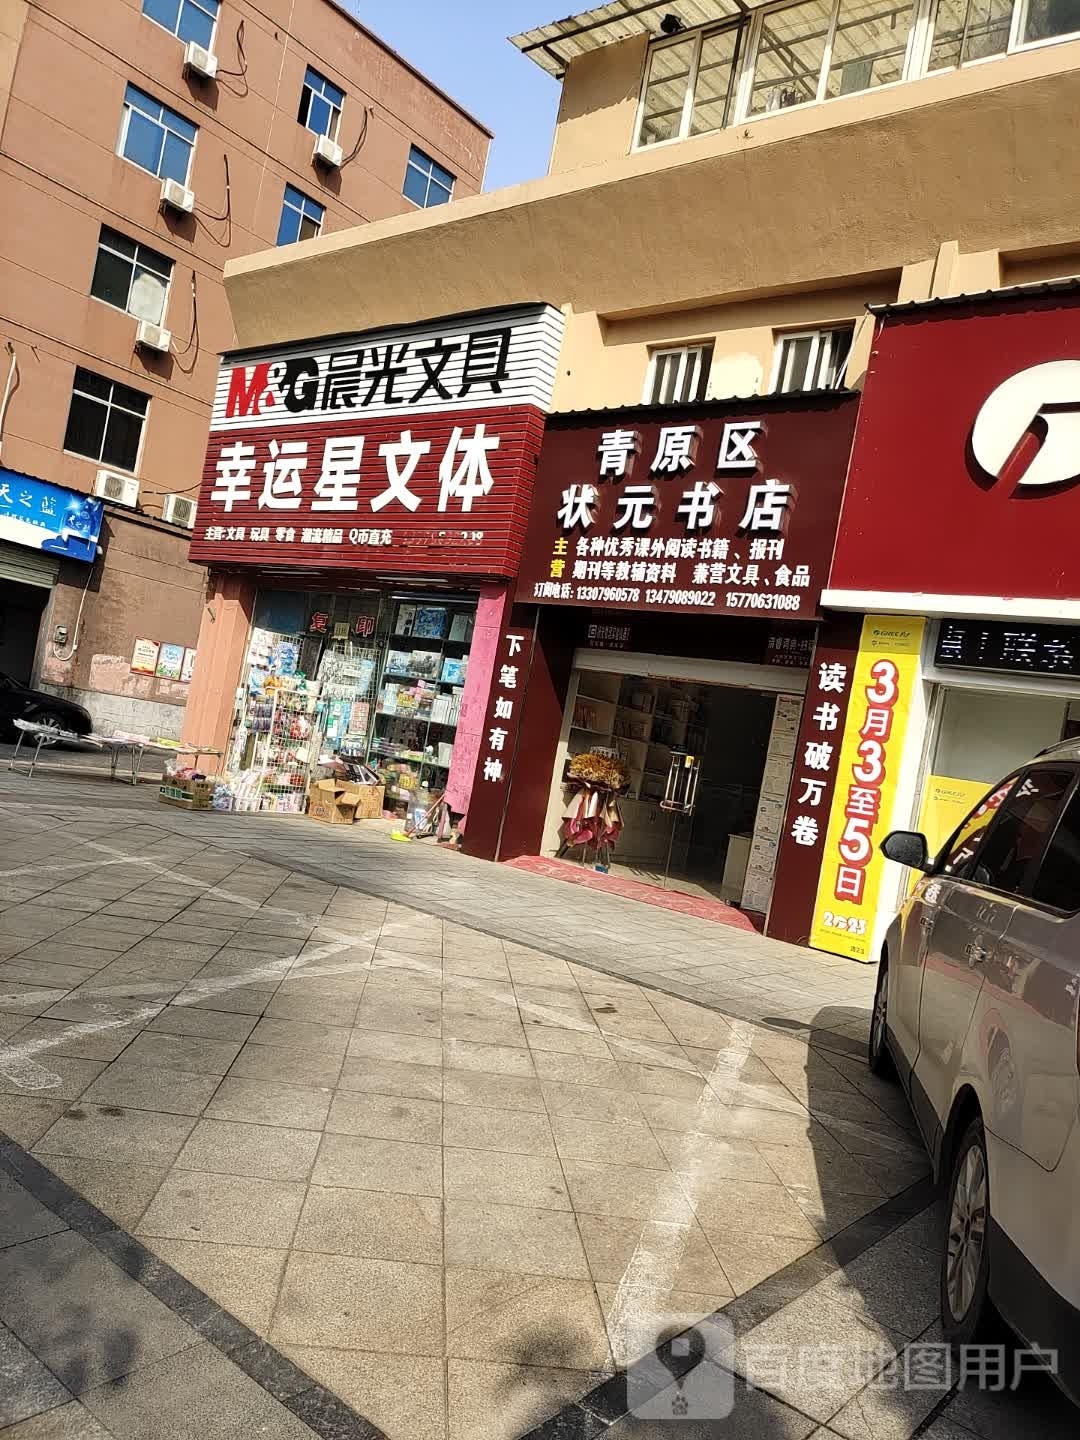 M&G晨光文具
幸运星文体
主营:文具 玩具 零食 潮流精品 Q币直充
复印
青原区
状元书店
主营 各种优秀课外阅读书籍、报刊
期刊等教辅资料 兼营文具、食品
订阅电话: 13307960578 13479089022 15770631088
下笔如有神
读书破万卷
GREE
3月3至5日
2023
GREE
天之蓝
百度地图用户